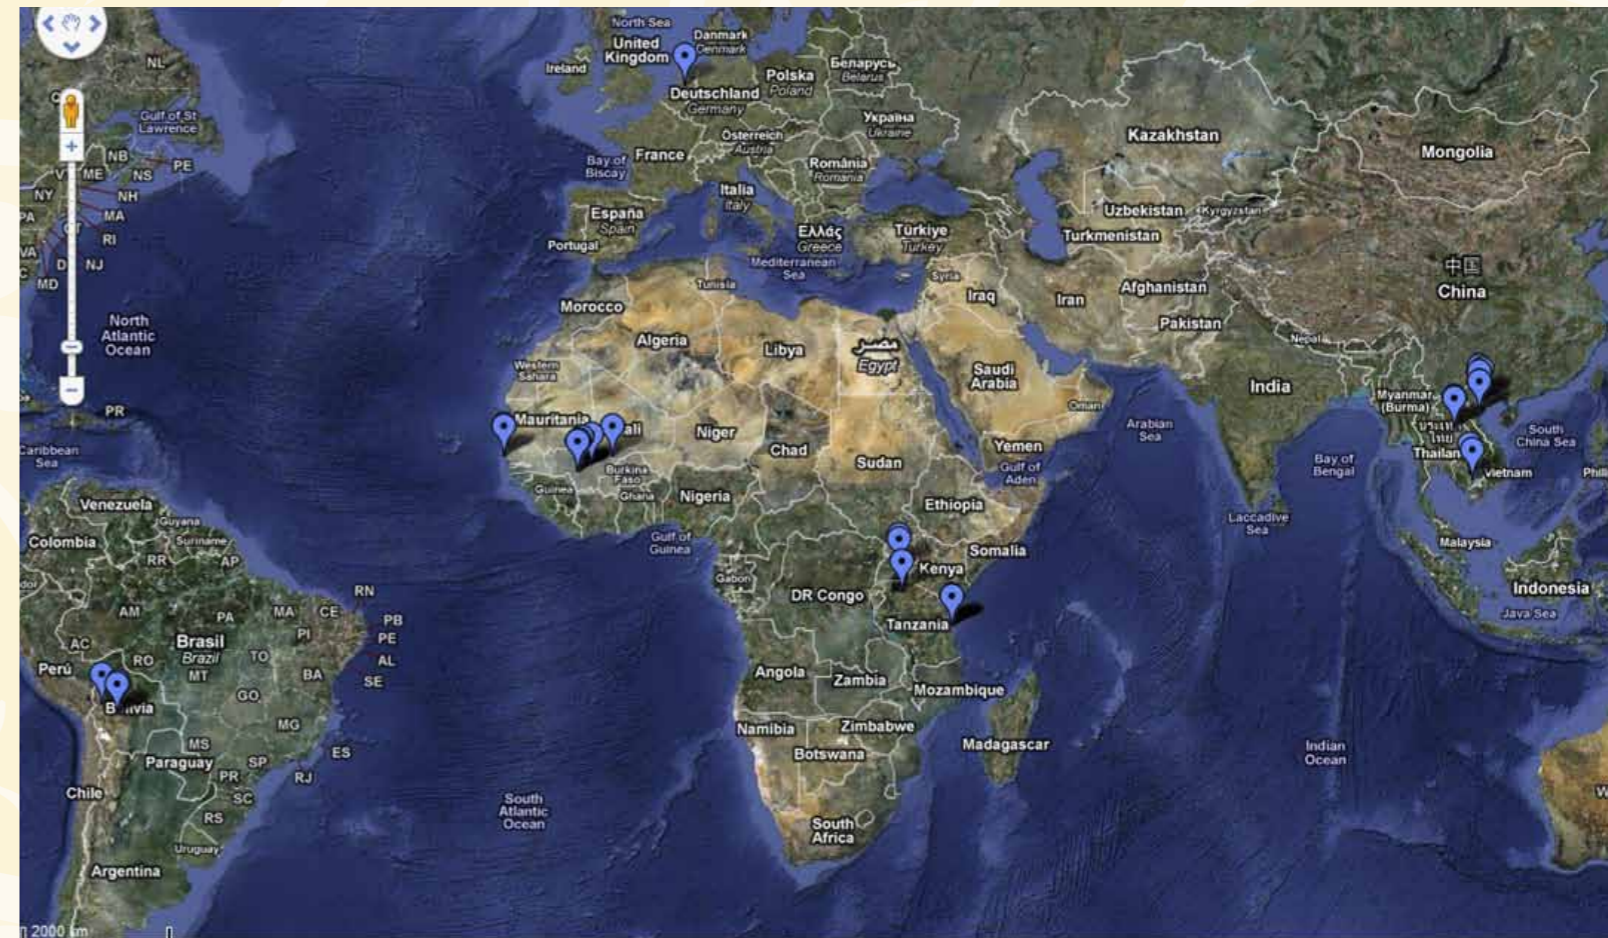 North Sea
Danmark
Denmark
United
Kingdom
Ireland
Беларусь
Belarus
Polska
Poland
Deutschland
Germany
Україна
Ukraine
Österreich
Austria
France
Bay of
Biscay
România
Romania
Italia
Italy
España
Spain
Portugal
Ελλάς
Greece
Türkiye
Turkey
Mediterranean
Sea
Kazakhstan
Mongolia
Uzbekistan
Kyrgyzstan
Turkmenistan
NL
Gulf of St
Lawrence
NB
PE
ME
NS
NY
NH
PA
MA
CT
RI
VA
NJ
MD
North
Atlantic
Ocean
PR
Caribbean
Sea
Tunisia
Morocco
Algeria
Libya
مصر
Egypt
Syria
Iraq
Iran
Afghanistan
Pakistan
中国
China
Nepal
India
Myanmar
(Burma)
Saudi
Arabia
Oman
Yemen
Gulf of
Aden
Arabian
Sea
Bay of
Bengal
Laccadive
Sea
South
China Sea
Vietnam
Malaysia
Indonesia
Java Sea
Western
Sahara
Mauritania
Niger
Chad
Sudan
Burkina
Faso
Guinea
Ghana
Nigeria
Ethiopia
Somalia
Gulf of
Guinea
Gabon
Kenya
DR Congo
Tanzania
Angola
Zambia
Mozambique
Namibia
Zimbabwe
Botswana
Madagascar
South
Africa
Indian
Ocean
Venezuela
Guyana
Suriname
Colombia
RR
AP
RN
AM
PA
MA
CE
PB
PI
PE
AC
Brasil
Brazil
TO
AL
Perú
RO
MT
BA
SE
GO
MG
MS
ES
Paraguay
SP
PR
RJ
SC
Chile
RS
Uruguay
Argentina
South
Atlantic
Ocean
2000 km